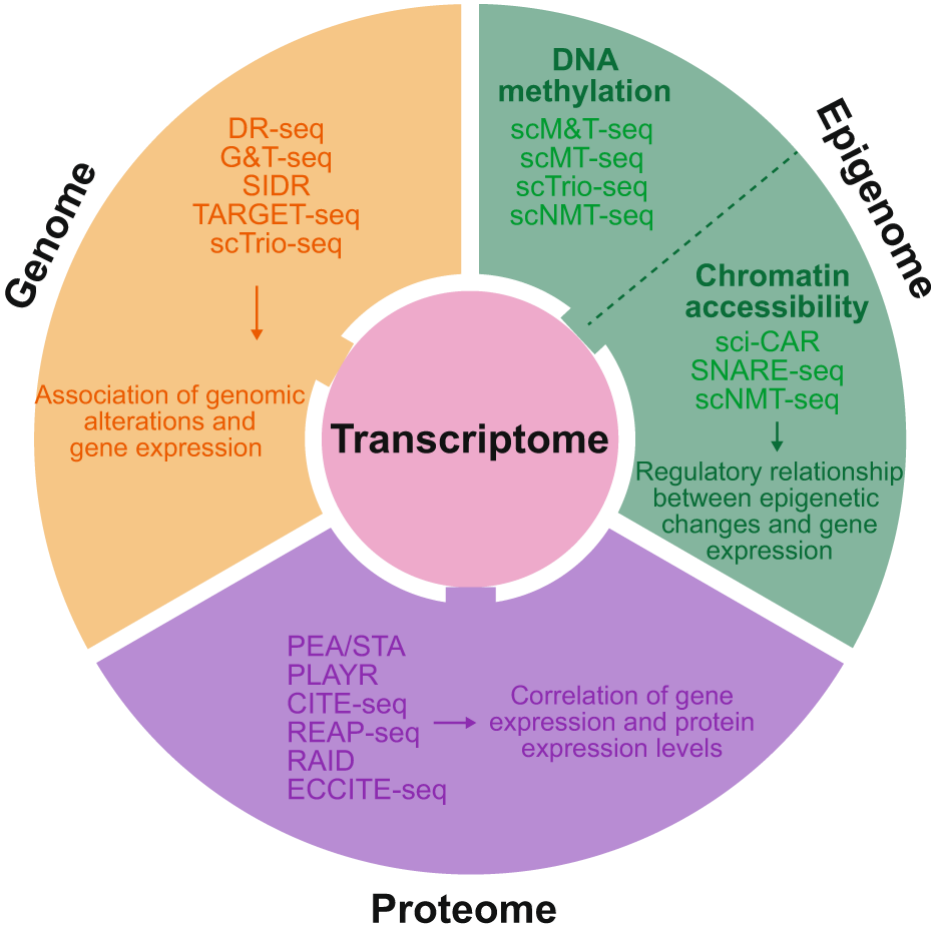 Genome
DR-seq
G&T-seq
SIDR
TARGET-seq
scTrio-seq
Association of genomic
alterations and
gene expression
Epigenome
DNA
methylation
scM&T-seq
scMT-seq
scTrio-seq
scNMT-seq
Chromatin
accessibility
sci-CAR
SNARE-seq
scNMT-seq
Regulatory relationship
between epigenetic
changes and gene
expression
Transcriptome
PEA/STA
PLAYR
CITE-seq
REAP-seq
RAID
ECCITE-seq
Correlation of gene
expression and protein
expression levels
Proteome